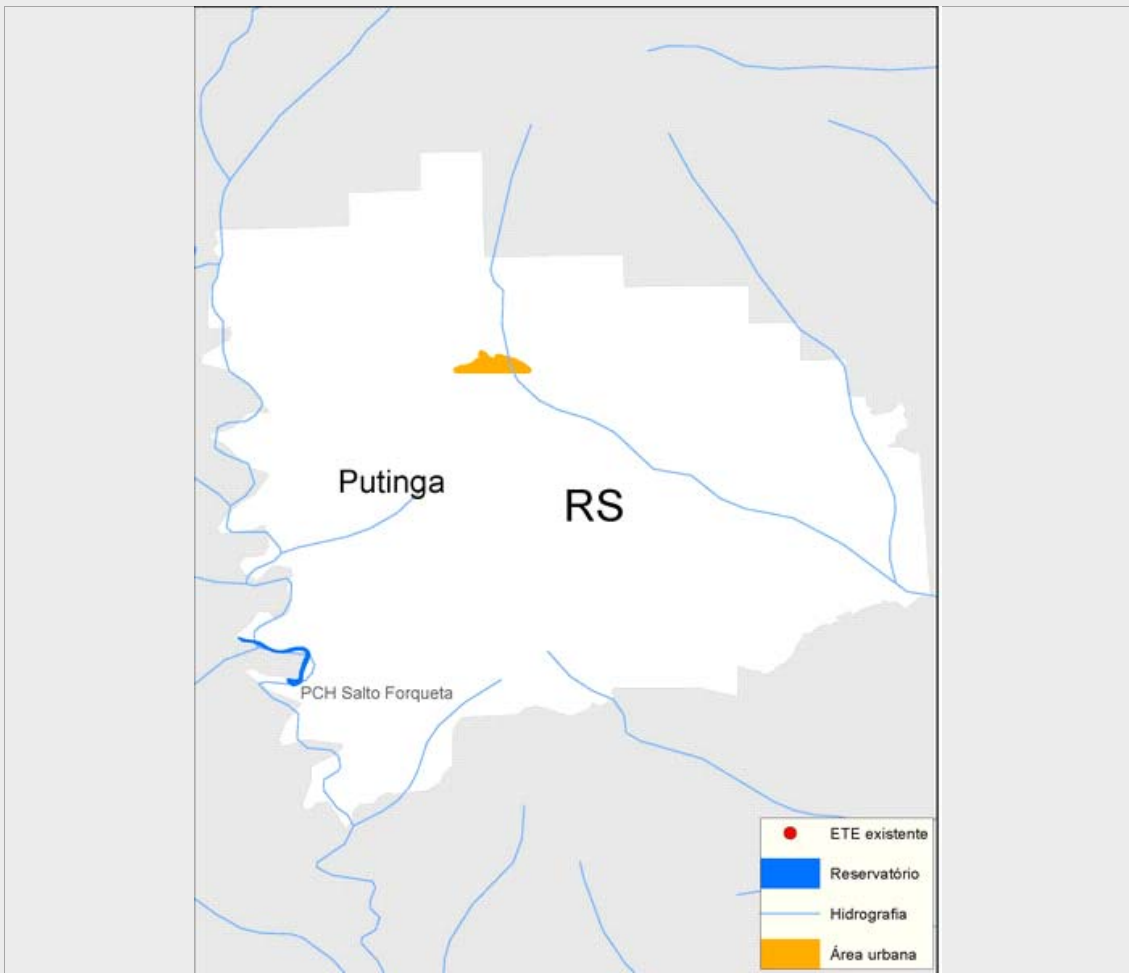 Putinga
RS
PCH Salto Forqueta
ETE existente
Reservatório
Hidrografia
Área urbana